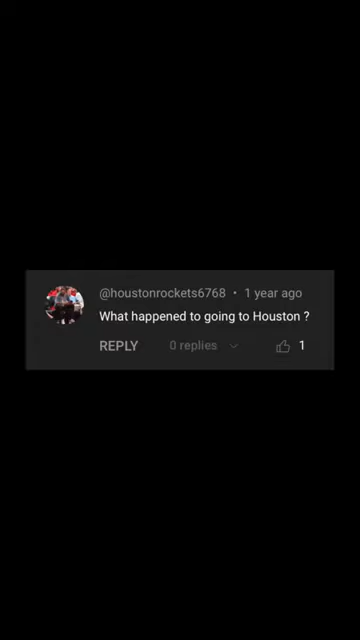 @houstonrockets6768 • 1 year ago
What happened to going to Houston ?
REPLY 0 replies 1